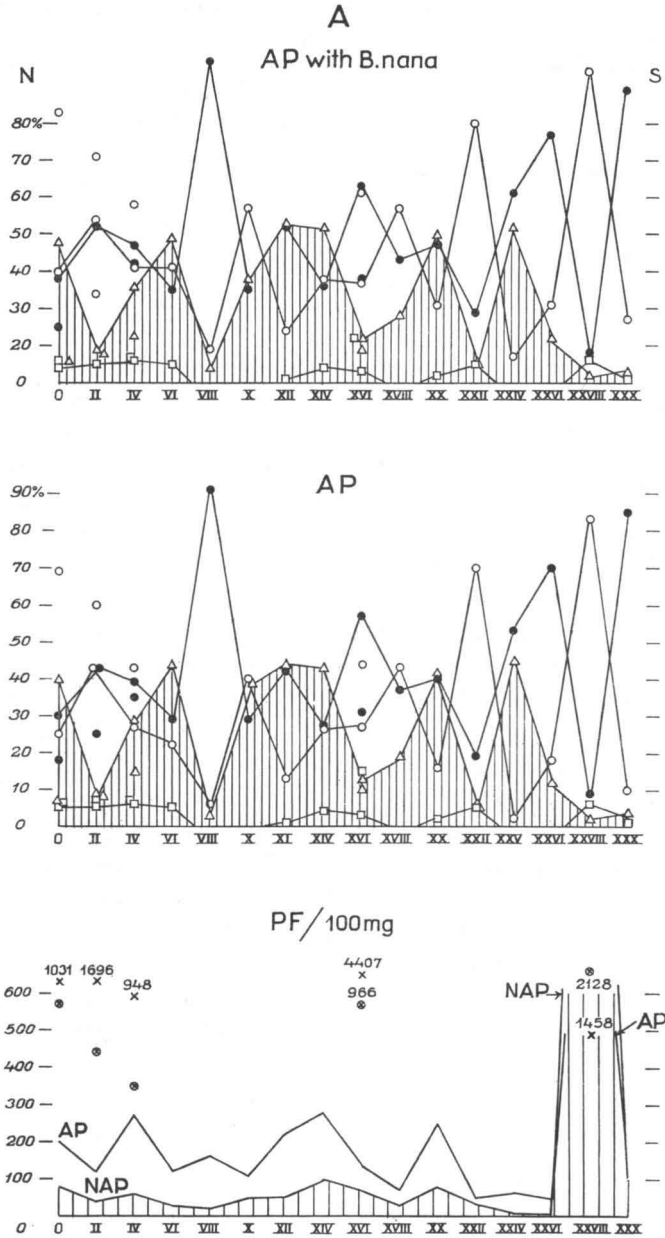 A
AP with B.nana
N S
80%
70
60
50
40
30
20
10
0
0 II IV VI VIII X XII XIV XVI XVIII XX XXII XXIV XXVI XXVIII XXX
AP
90%
80
70
60
50
40
30
20
10
0
0 II IV VI VIII X XI XIV XVI XVIII XX XXII XXV XXVI XXVIII XXX
PF/100mg
1031 1696 948 4407
966
NAP 2128
600
500 1458 AP
400
300
200 AP
100 NAP
0
0 II IV VI VIII X XII XIV XVI XVIII XX XXII XXIV XXVI XXVIII XXX